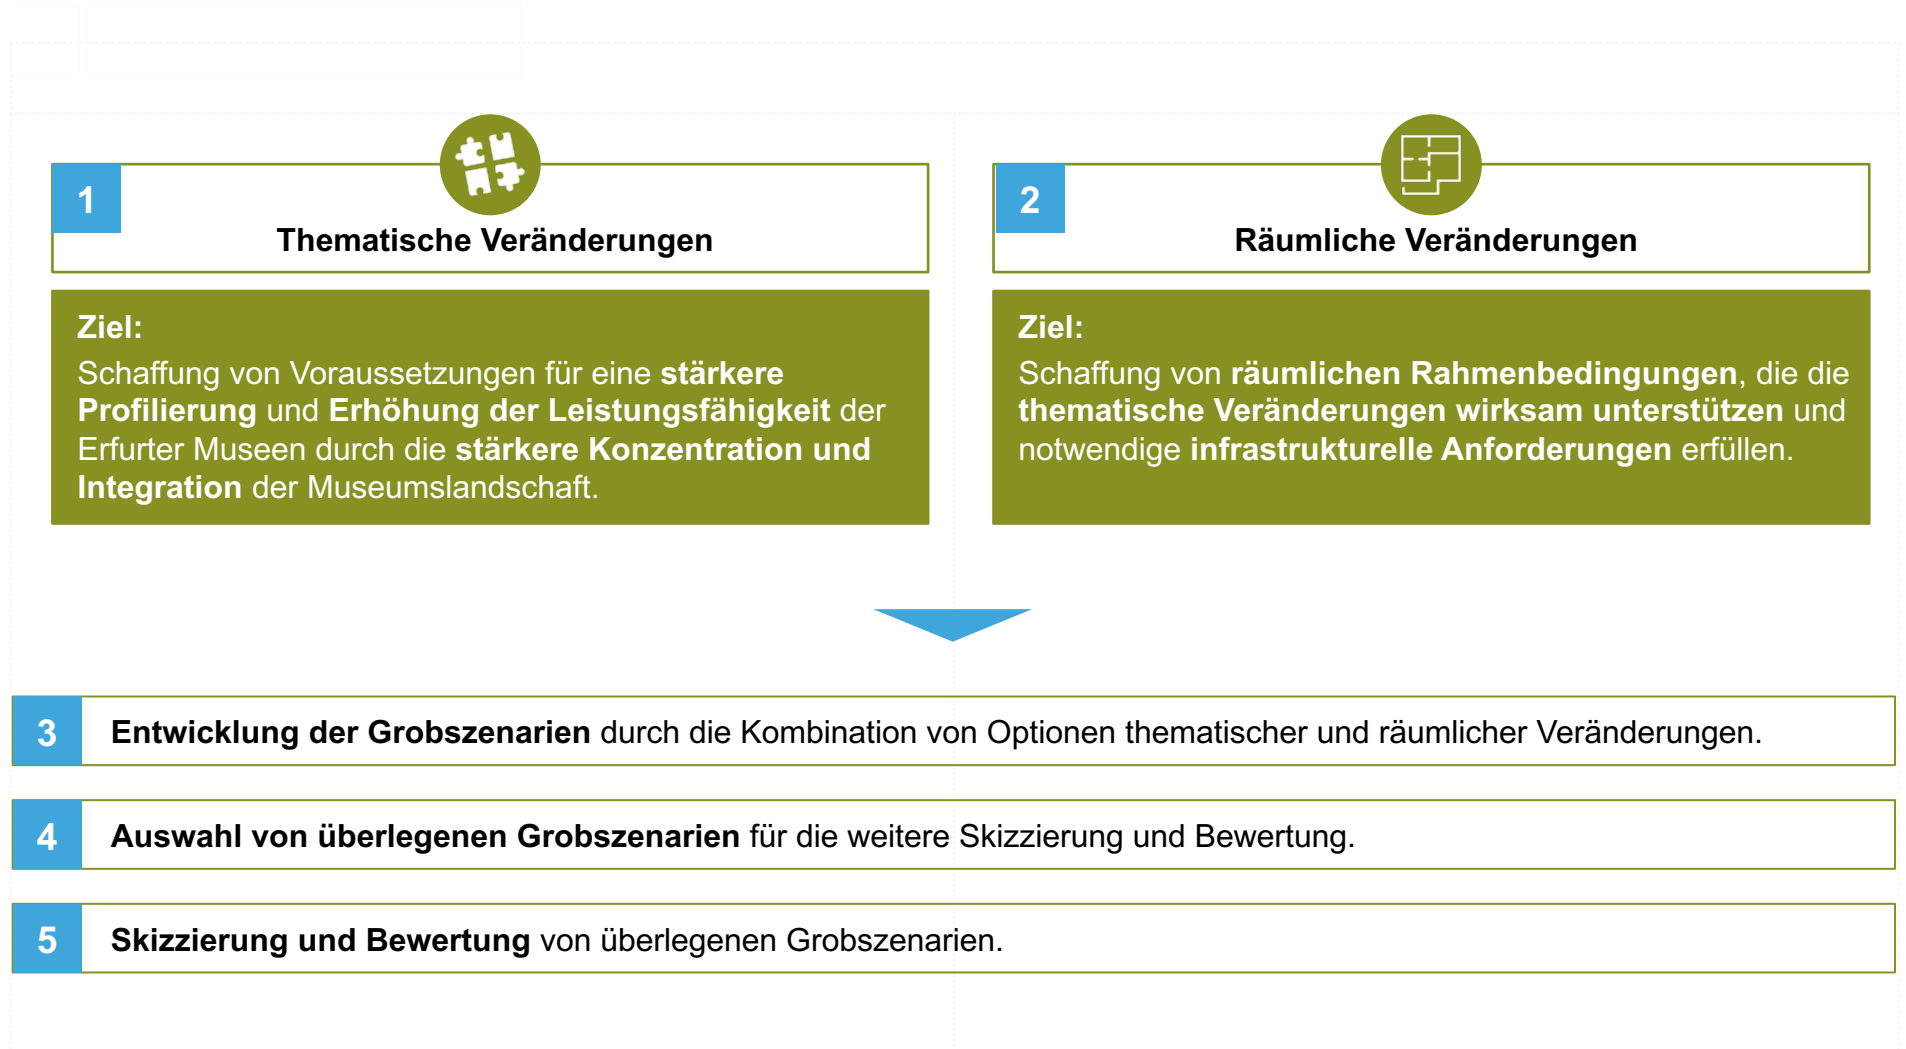 1
Thematische Veränderungen
Ziel:
Schaffung von Voraussetzungen für eine stärkere
Profilierung und Erhöhung der Leistungsfähigkeit der
Erfurter Museen durch die stärkere Konzentration und
Integration der Museumslandschaft.
2
Räumliche Veränderungen
Ziel:
Schaffung von räumlichen Rahmenbedingungen, die die
thematische Veränderungen wirksam unterstützen und
notwendige infrastrukturelle Anforderungen erfüllen.
3
Entwicklung der Grobszenarien durch die Kombination von Optionen thematischer und räumlicher Veränderungen.
4
Auswahl von überlegenen Grobszenarien für die weitere Skizzierung und Bewertung.
5
Skizzierung und Bewertung von überlegenen Grobszenarien.